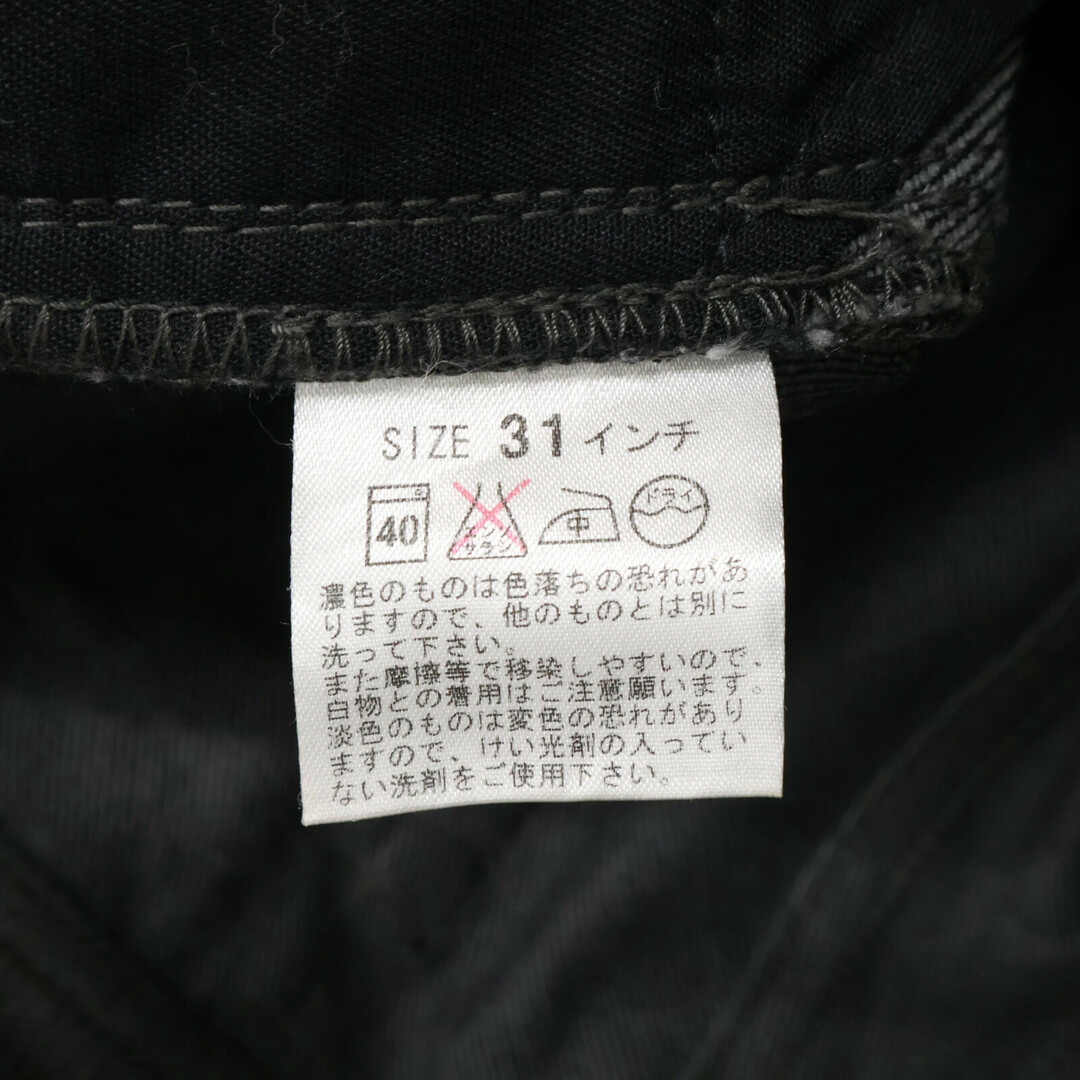 SIZE 31インチ
40 エンソサラシ 中 ドライ
濃色のものは色落ちの恐れがあ
りますので、他のものとは別に
洗って下さい。
また摩擦等で移染しやすいので、
白物との着用はご注意願います。
淡色のものは変色の恐れがあり
ますので、けい光剤の入ってい
ない洗剤をご使用下さい。